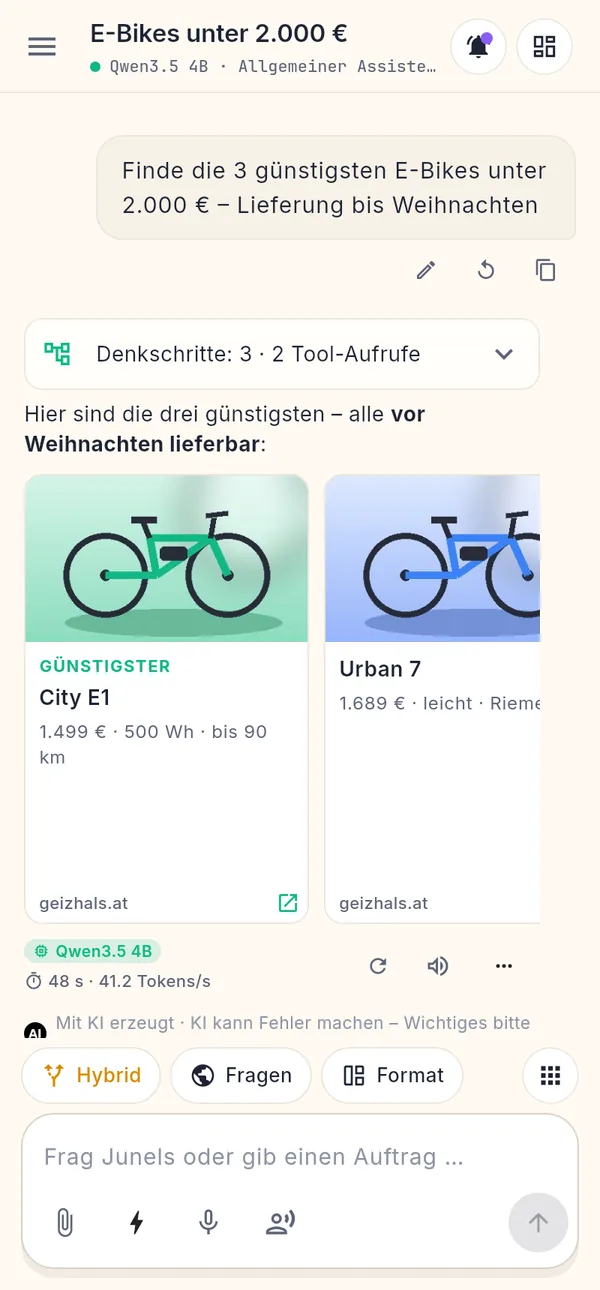 E-Bikes unter 2.000 €
Qwen3.5 4B · Allgemeiner Assiste…
Finde die 3 günstigsten E-Bikes unter
2.000 € – Lieferung bis Weihnachten
Denkschritte: 3 · 2 Tool-Aufrufe
Hier sind die drei günstigsten – alle vor
Weihnachten lieferbar:
GÜNSTIGSTER
City E1
1.499 € · 500 Wh · bis 90
km
geizhals.at
Urban 7
1.689 € · leicht · Rieme
geizhals.at
Qwen3.5 4B
48 s · 41.2 Tokens/s
AI
Mit KI erzeugt · KI kann Fehler machen – Wichtiges bitte
Hybrid
Fragen
Format
Frag Junels oder gib einen Auftrag ...